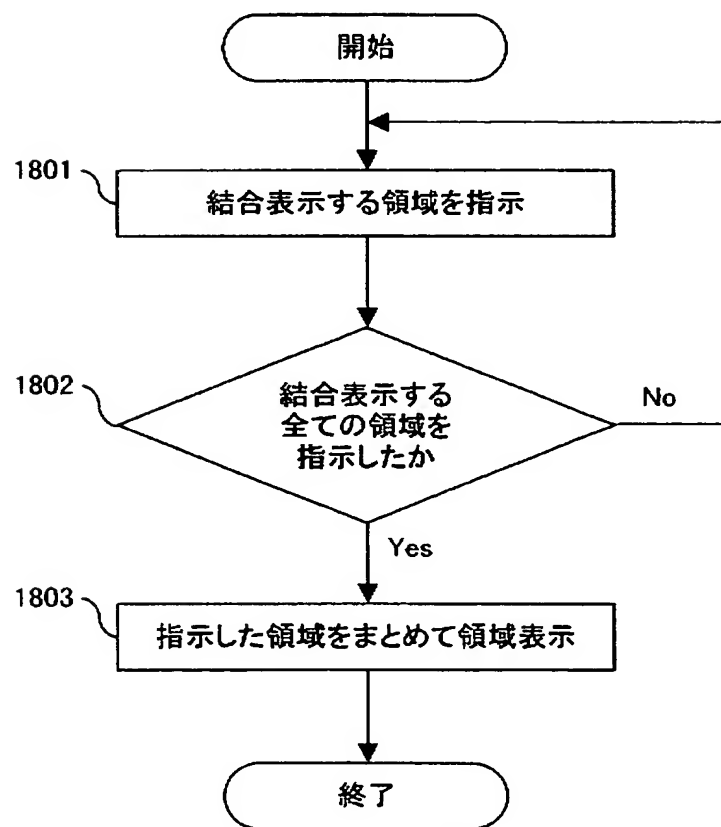 開始
1801
結合表示する領域を指示
1802
結合表示する
全ての領域を
指示したか
No
Yes
1803
指示した領域をまとめて領域表示
終了